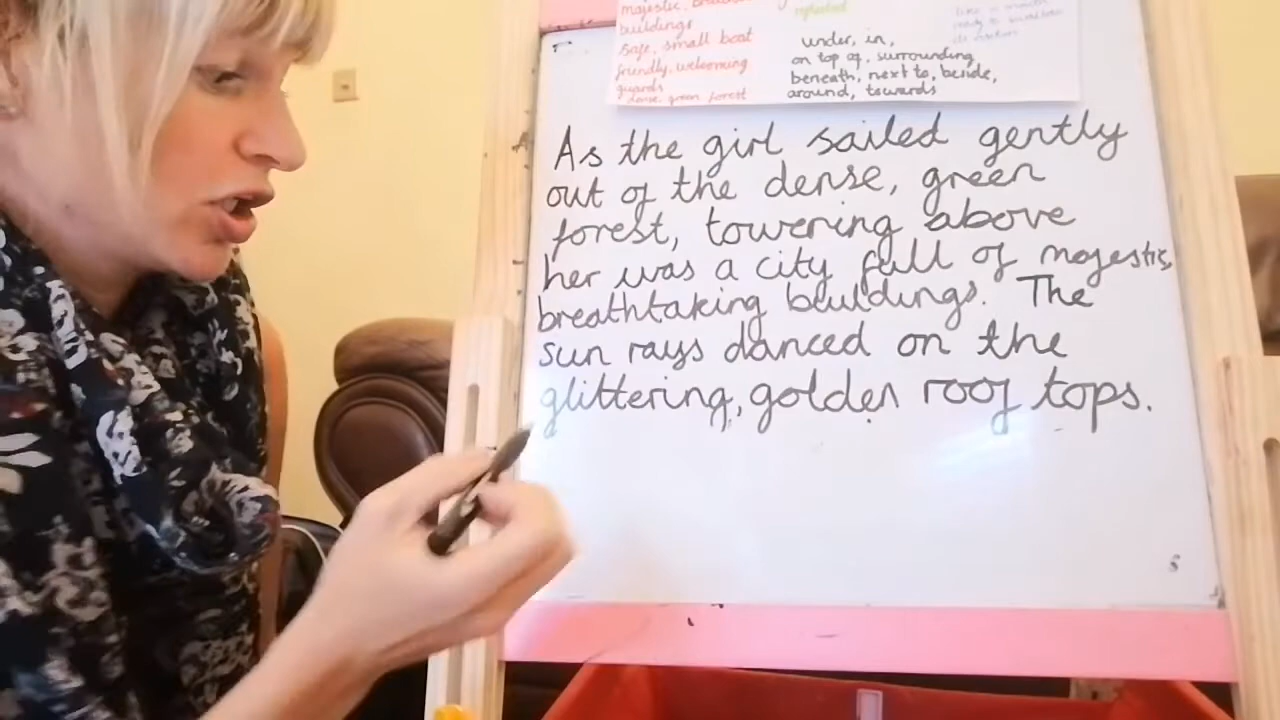 majestic,
buildings
safe, small boat
friendly, welcoming
guards
dense, green forest
under, in,
on top of, surrounding,
beneath, next to, beside,
around, towards
As the girl sailed gently
out of the dense, green
forest, towering above
her was a city full of majestic,
breathtaking buildings. The
sun rays danced on the
glittering, golden roof tops.
s